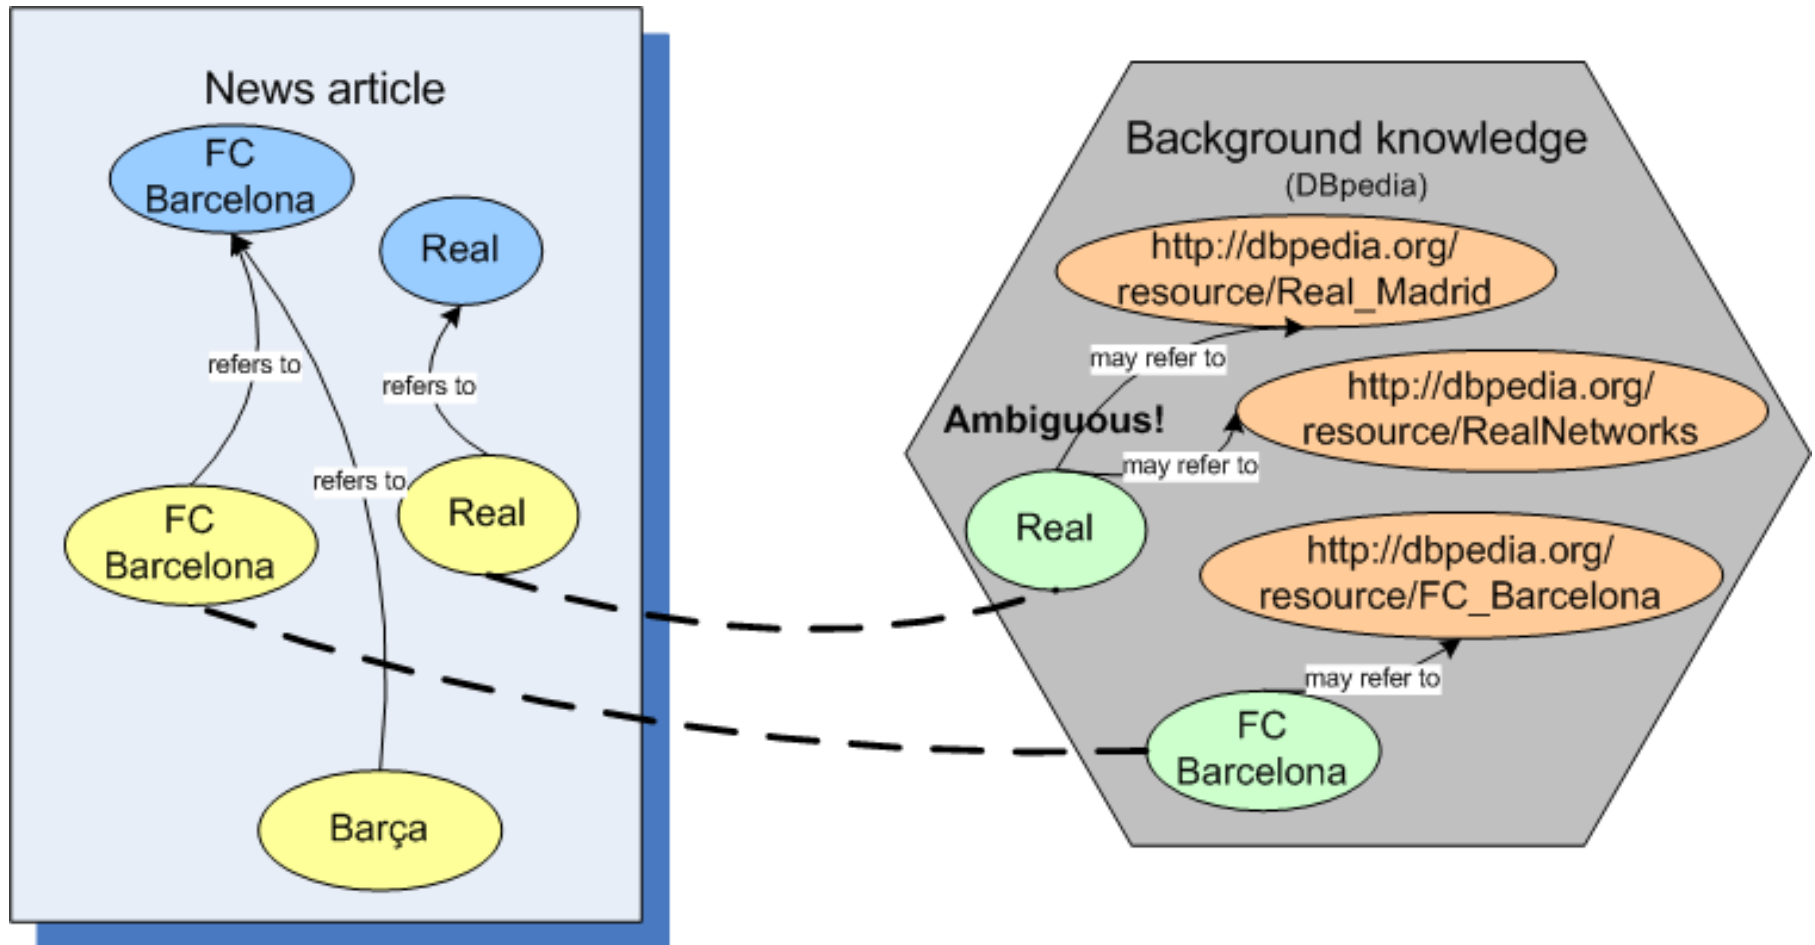 News article
FC
Barcelona
Real
refers to
refers to
refers to
FC
Barcelona
Real
Barça
Background knowledge
(DBpedia)
http://dbpedia.org/
resource/Real_Madrid
may refer to
http://dbpedia.org/
resource/RealNetworks
Ambiguous!
may refer to
Real
http://dbpedia.org/
resource/FC_Barcelona
may refer to
FC
Barcelona